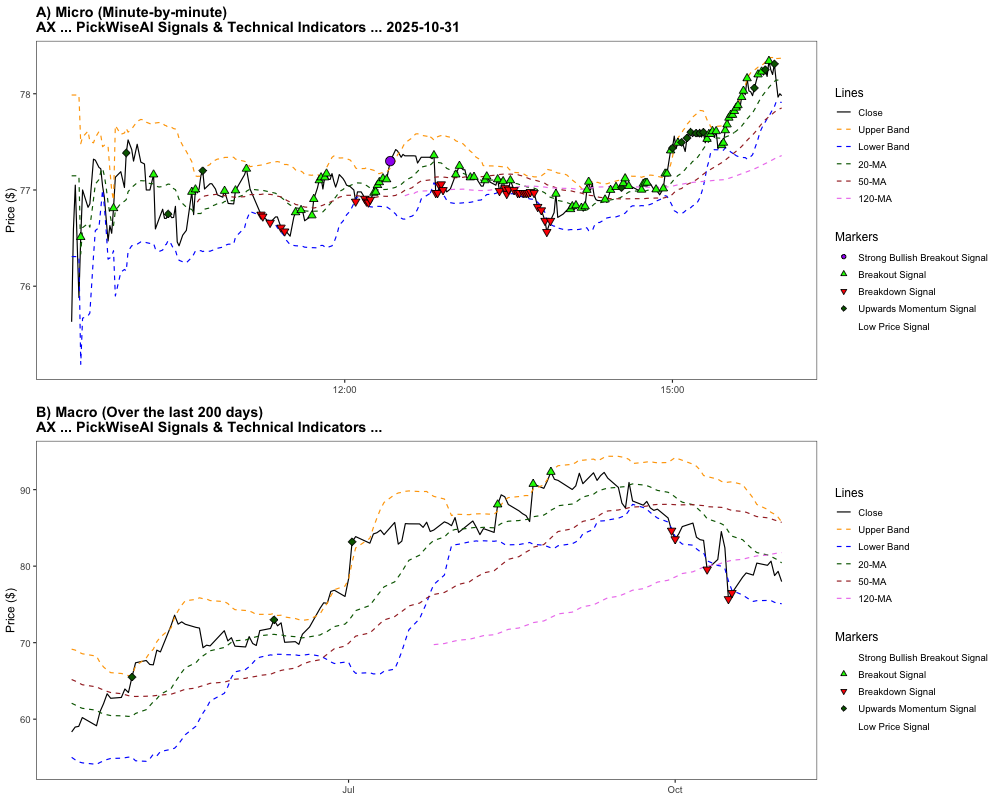 A) Micro (Minute-by-minute)
AX ... PickWiseAI Signals & Technical Indicators ... 2025-10-31
Price ($)
78
77
76
12:00
15:00
Lines
Close
Upper Band
Lower Band
20-MA
50-MA
120-MA
Markers
Strong Bullish Breakout Signal
Breakout Signal
Breakdown Signal
Upwards Momentum Signal
Low Price Signal
B) Macro (Over the last 200 days)
AX ... PickWiseAI Signals & Technical Indicators ...
Price ($)
90
80
70
60
Jul
Oct
Lines
Close
Upper Band
Lower Band
20-MA
50-MA
120-MA
Markers
Strong Bullish Breakout Signal
Breakout Signal
Breakdown Signal
Upwards Momentum Signal
Low Price Signal